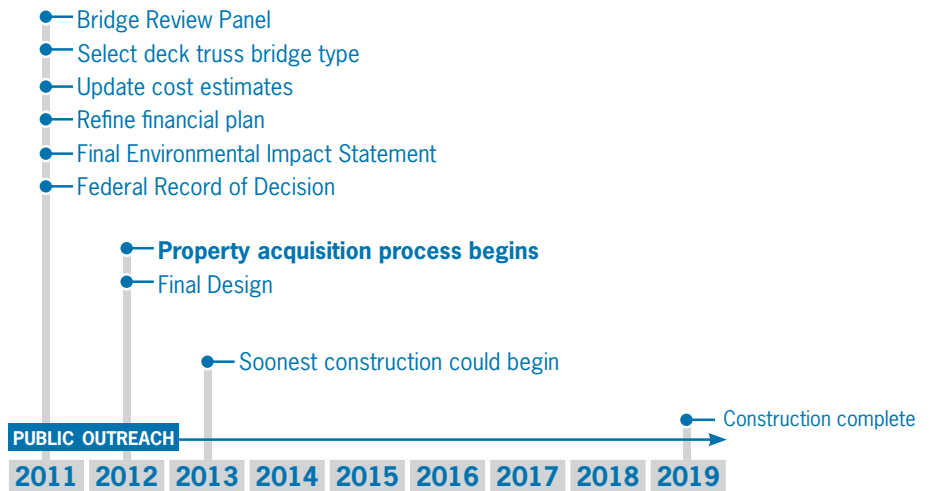 Bridge Review Panel
Select deck truss bridge type
Update cost estimates
Refine financial plan
Final Environmental Impact Statement
Federal Record of Decision
Property acquisition process begins
Final Design
Soonest construction could begin
Construction complete
PUBLIC OUTREACH
2011 2012 2013 2014 2015 2016 2017 2018 2019